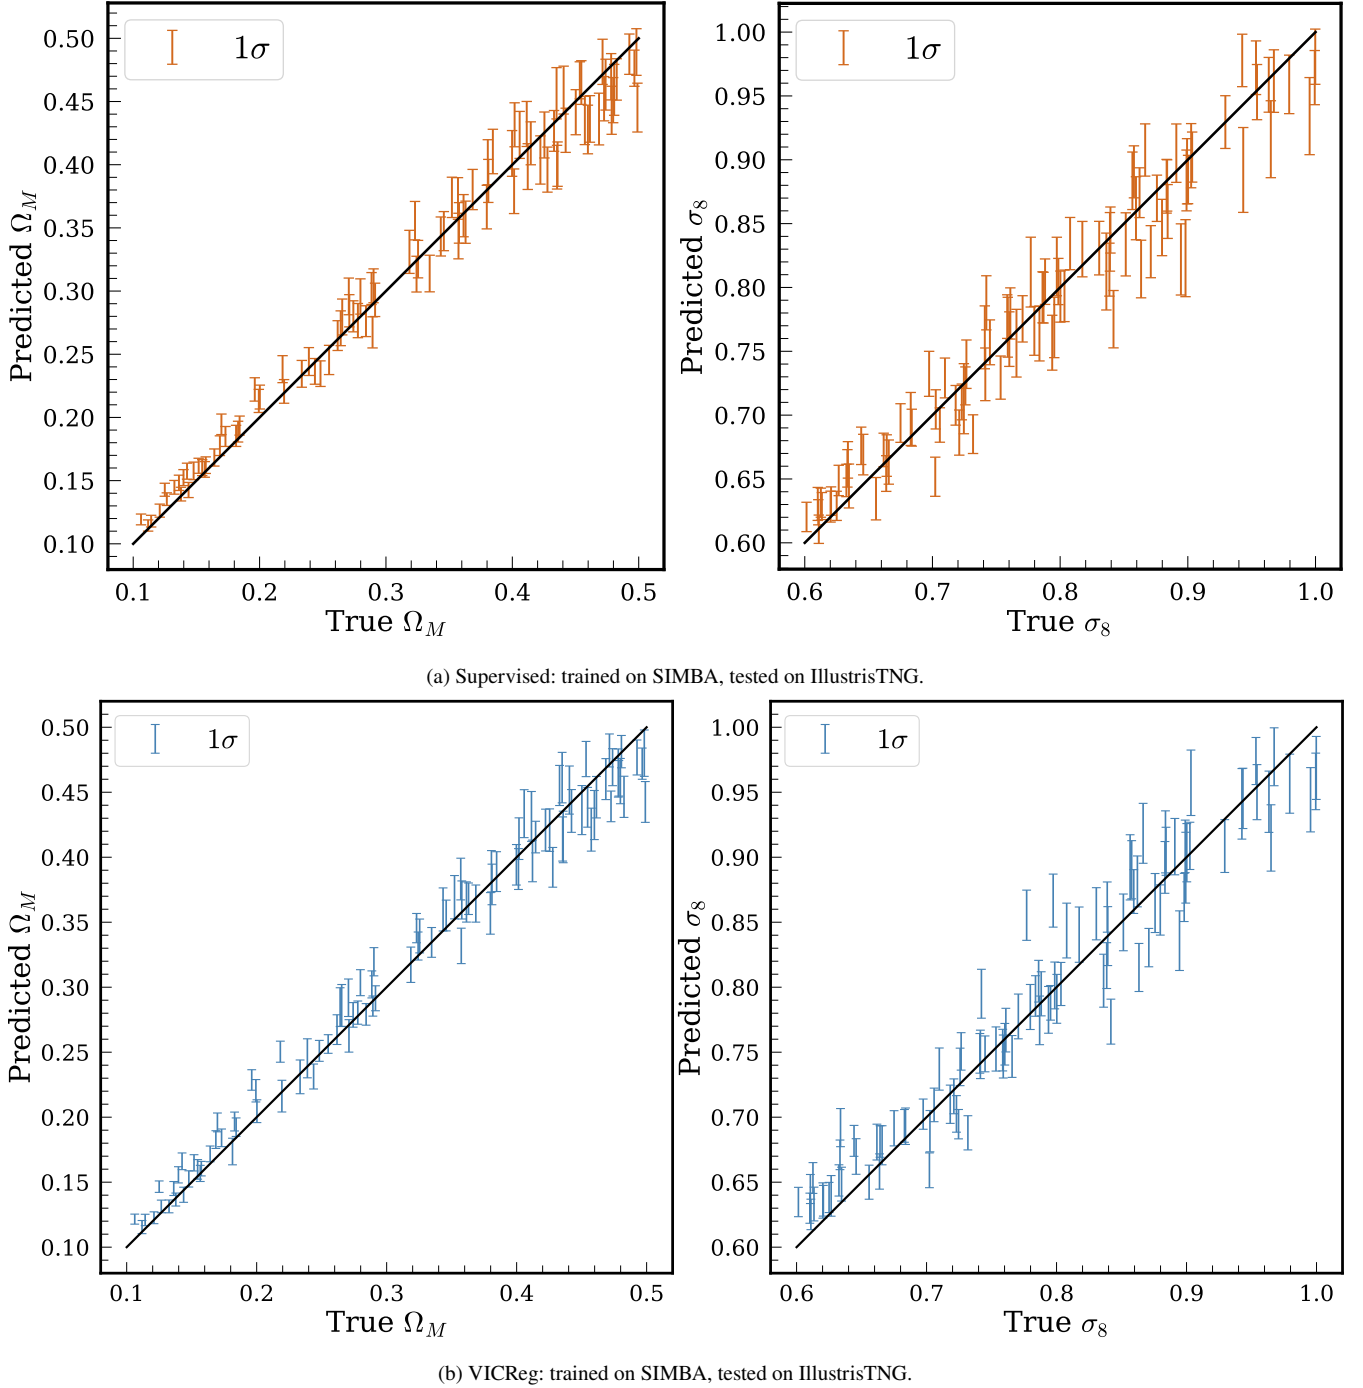 0.50
0.45
0.40
0.35
0.30
0.25
0.20
0.15
0.10
Predicted Ω_M
1σ
0.1 0.2 0.3 0.4 0.5
True Ω_M
1.00
0.95
0.90
0.85
0.80
0.75
0.70
0.65
0.60
Predicted σ_8
1σ
0.6 0.7 0.8 0.9 1.0
True σ_8
(a) Supervised: trained on SIMBA, tested on IllustrisTNG.
0.50
0.45
0.40
0.35
0.30
0.25
0.20
0.15
0.10
Predicted Ω_M
1σ
0.1 0.2 0.3 0.4 0.5
True Ω_M
1.00
0.95
0.90
0.85
0.80
0.75
0.70
0.65
0.60
Predicted σ_8
1σ
0.6 0.7 0.8 0.9 1.0
True σ_8
(b) VICReg: trained on SIMBA, tested on IllustrisTNG.